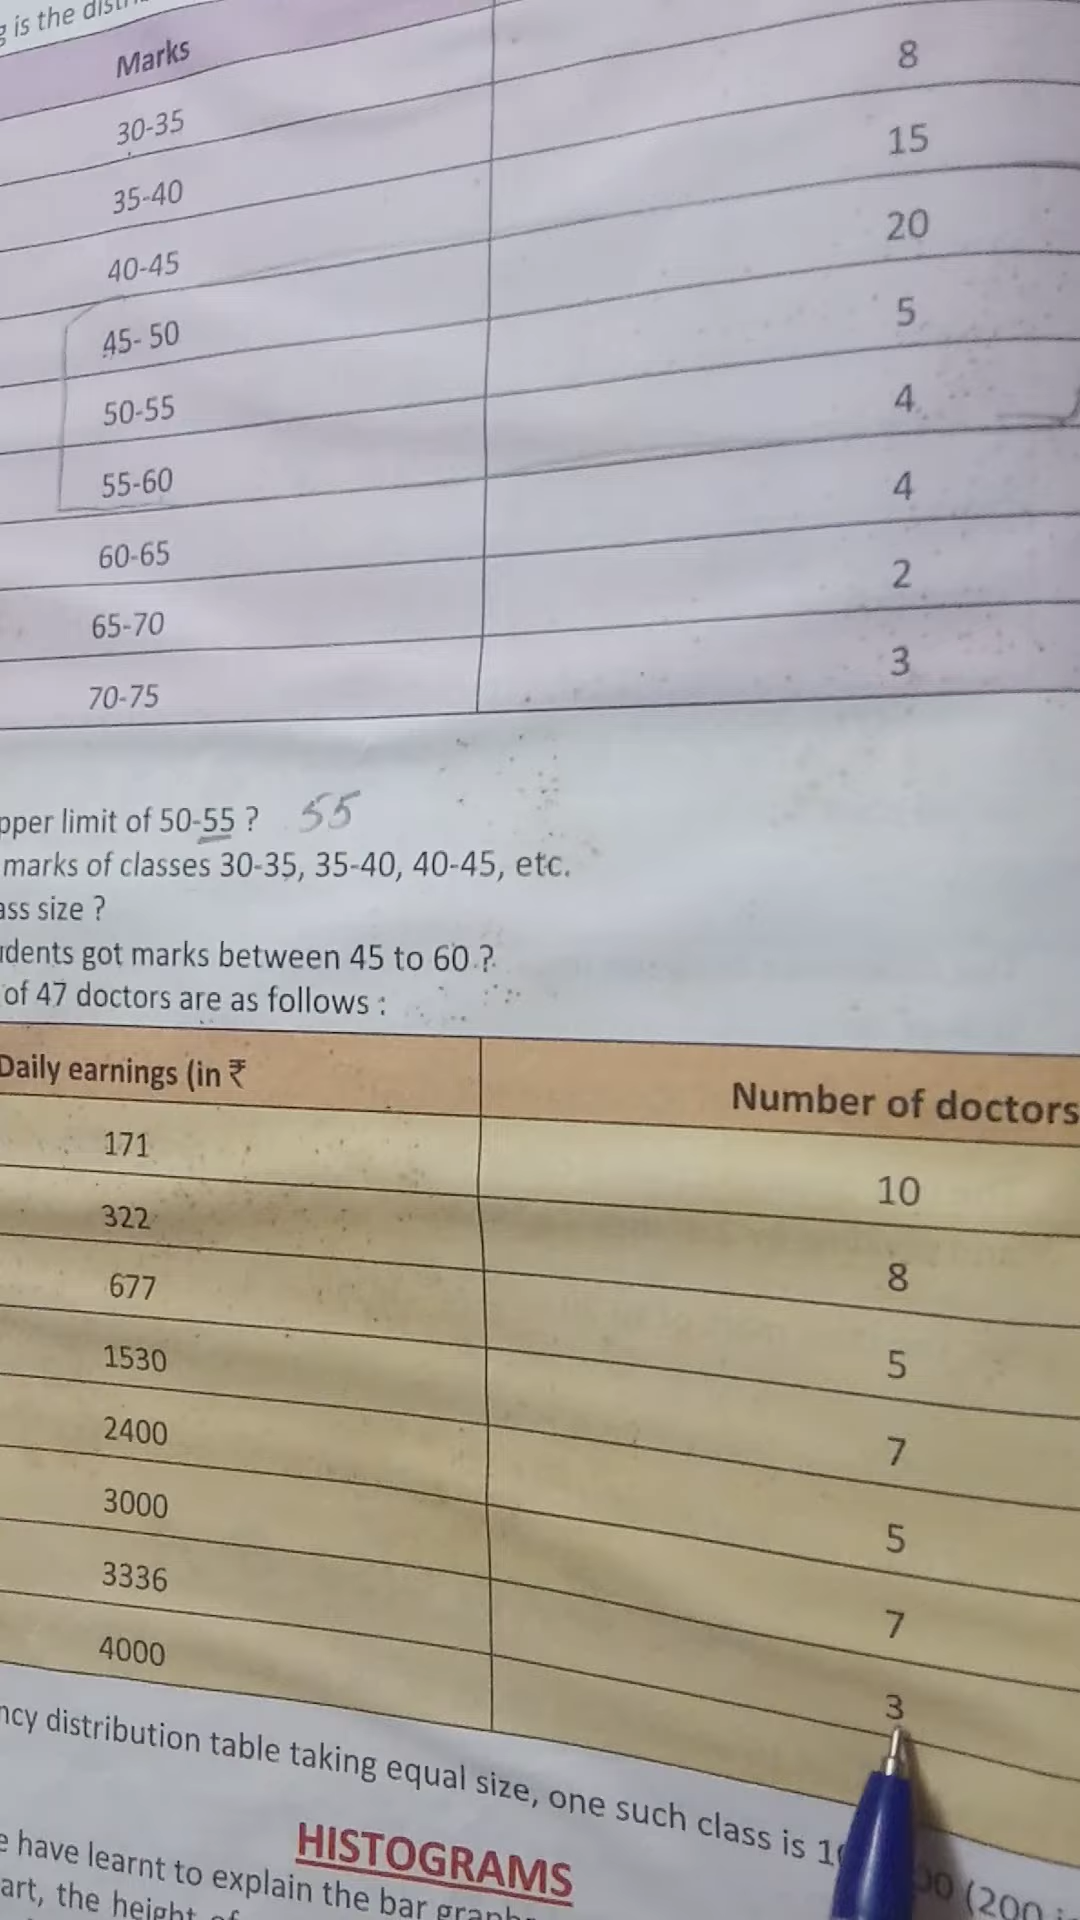 is the
Marks
30-35 8
35-40 15
40-45 20
45- 50 5
50-55 4
55-60 4
60-65 2
65-70 3
70-75
pper limit of 50-55 ? 55
marks of classes 30-35, 35-40, 40-45, etc.
ass size ?
dents got marks between 45 to 60 ?
of 47 doctors are as follows :
Daily earnings (in ₹ Number of doctors
171 10
322 8
677 5
1530 7
2400 5
3000 7
3336 3
4000
ncy distribution table taking equal size, one such class is (200
HISTOGRAMS
e have learnt to explain the bar
art, the height